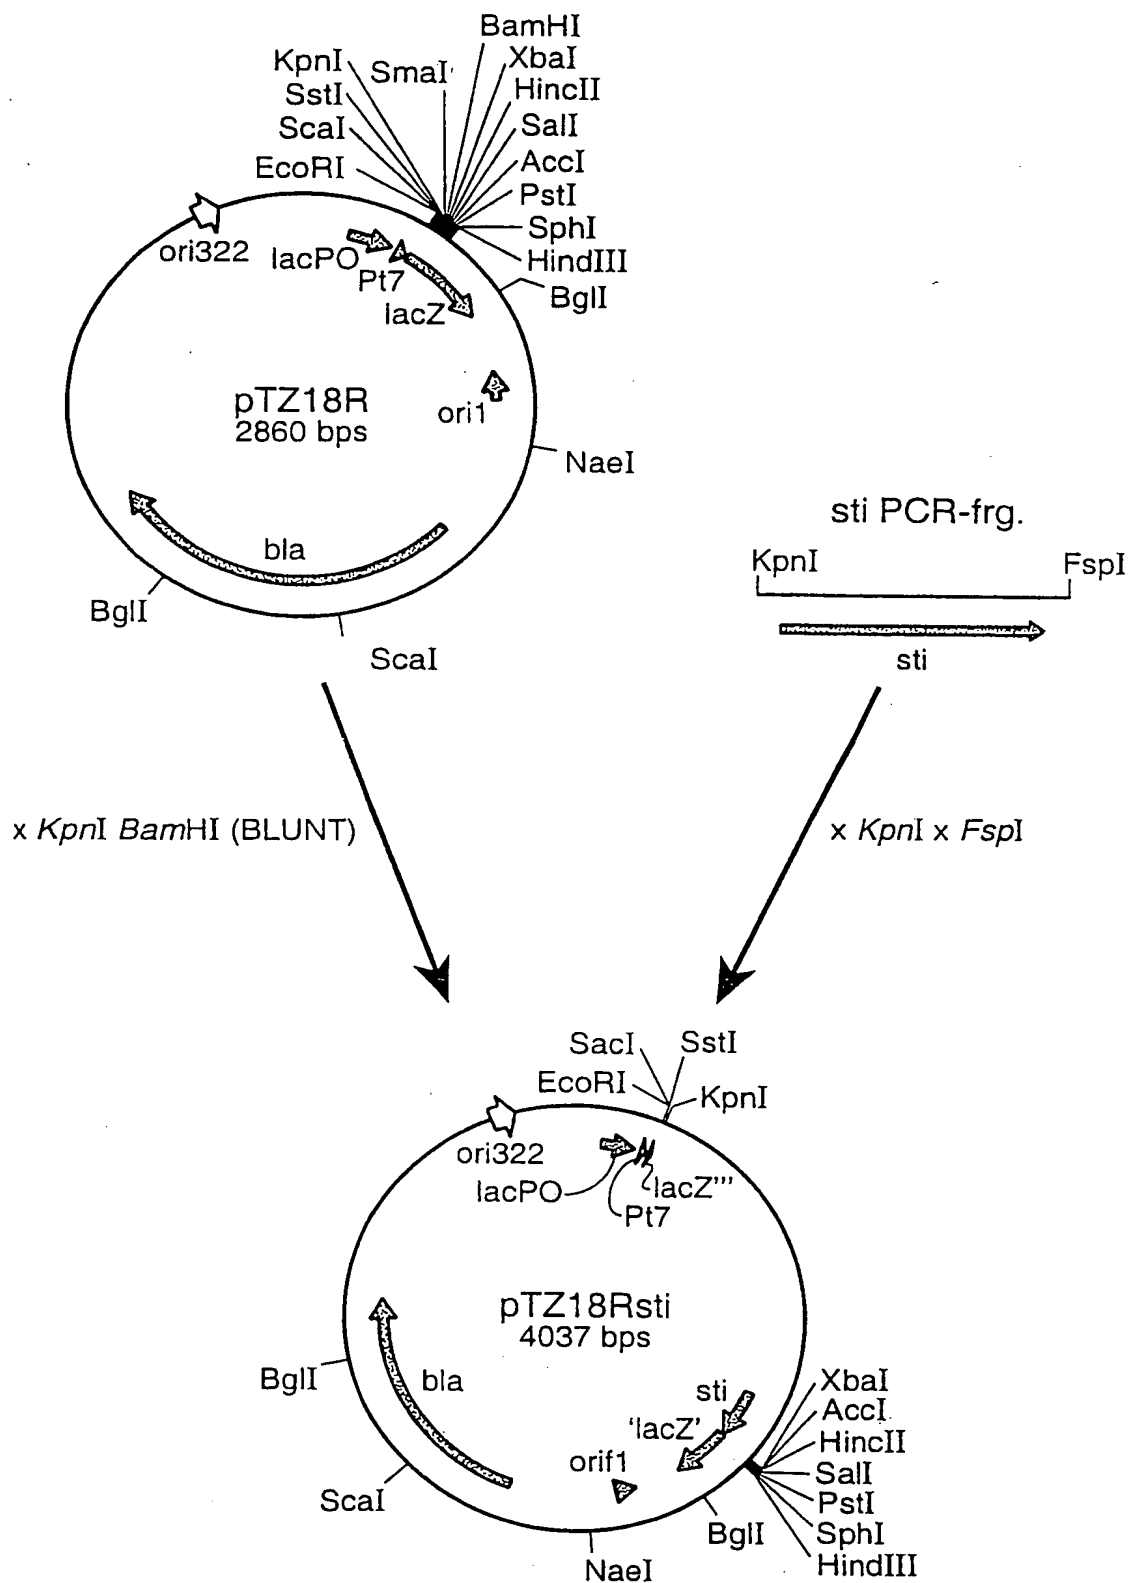 BamHI
KpnI
SmaI
XbaI
SstI
HincII
ScaI
SalI
EcoRI
AccI
PstI
SphI
HindIII
BglI
ori322
lacPO
Pt7
lacZ
pTZ18R
2860 bps
ori1
NaeI
bla
BglI
ScaI
sti PCR-frg.
KpnI
FspI
sti
x KpnI BamHI (BLUNT)
x KpnI x FspI
SacI
SstI
EcoRI
KpnI
ori322
lacPO
lacZ'''
Pt7
pTZ18Rsti
4037 bps
BglI
bla
sti
'lacZ'
orif1
XbaI
AccI
HincII
SalI
PstI
SphI
HindIII
ScaI
BglI
NaeI